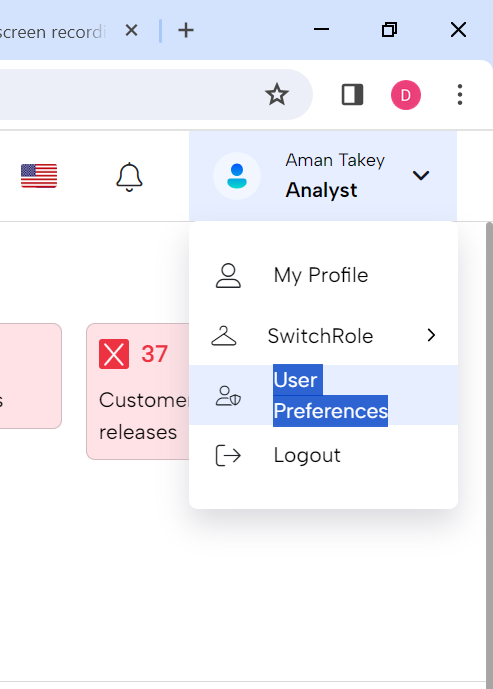 screen recordi
D
Aman Takey
Analyst
My Profile
37
SwitchRole
User
Preferences
s
Custome
releases
Logout